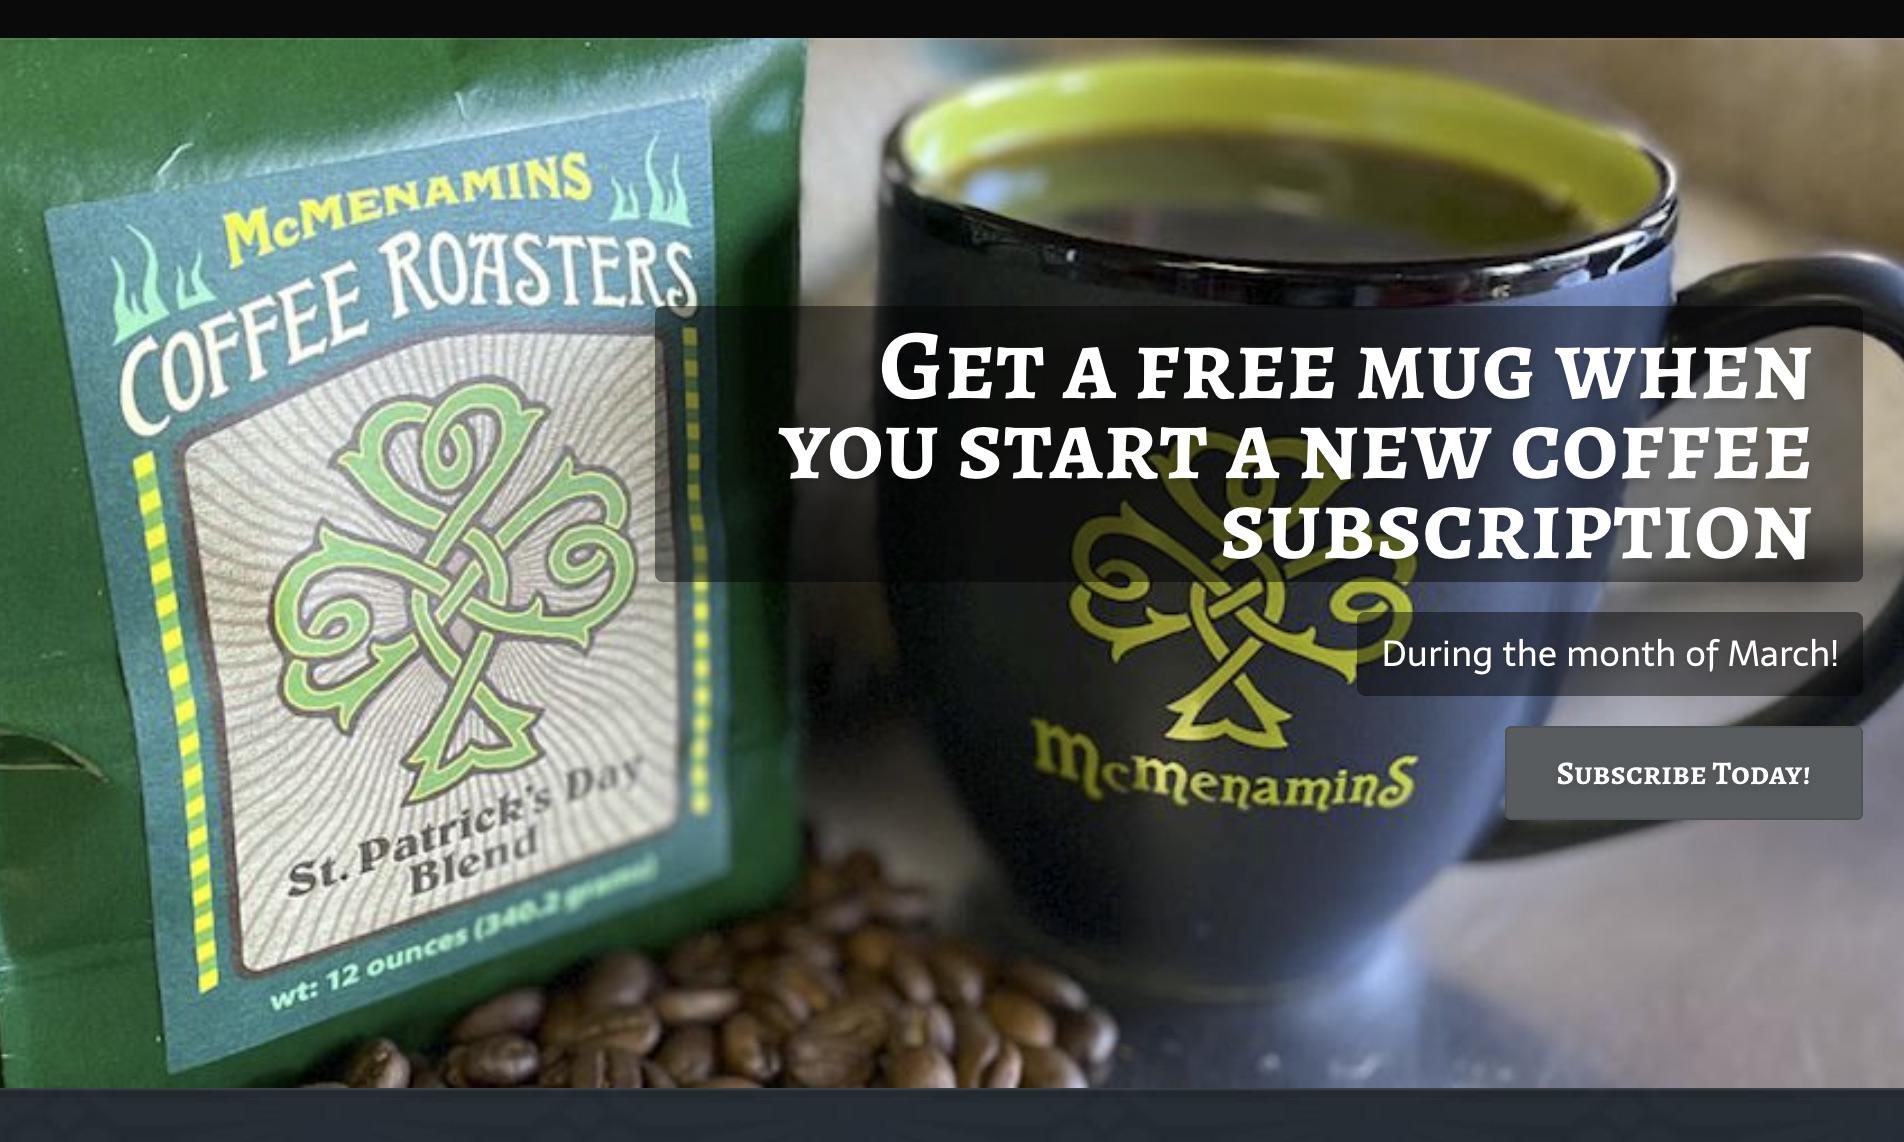 McMENAMINS
COFFEE ROASTERS
St. Patrick's Day
Blend
wt: 12 ounces (340.2 grams)
GET A FREE MUG WHEN
YOU START A NEW COFFEE
SUBSCRIPTION
During the month of March!
McMenamins
SUBSCRIBE TODAY!